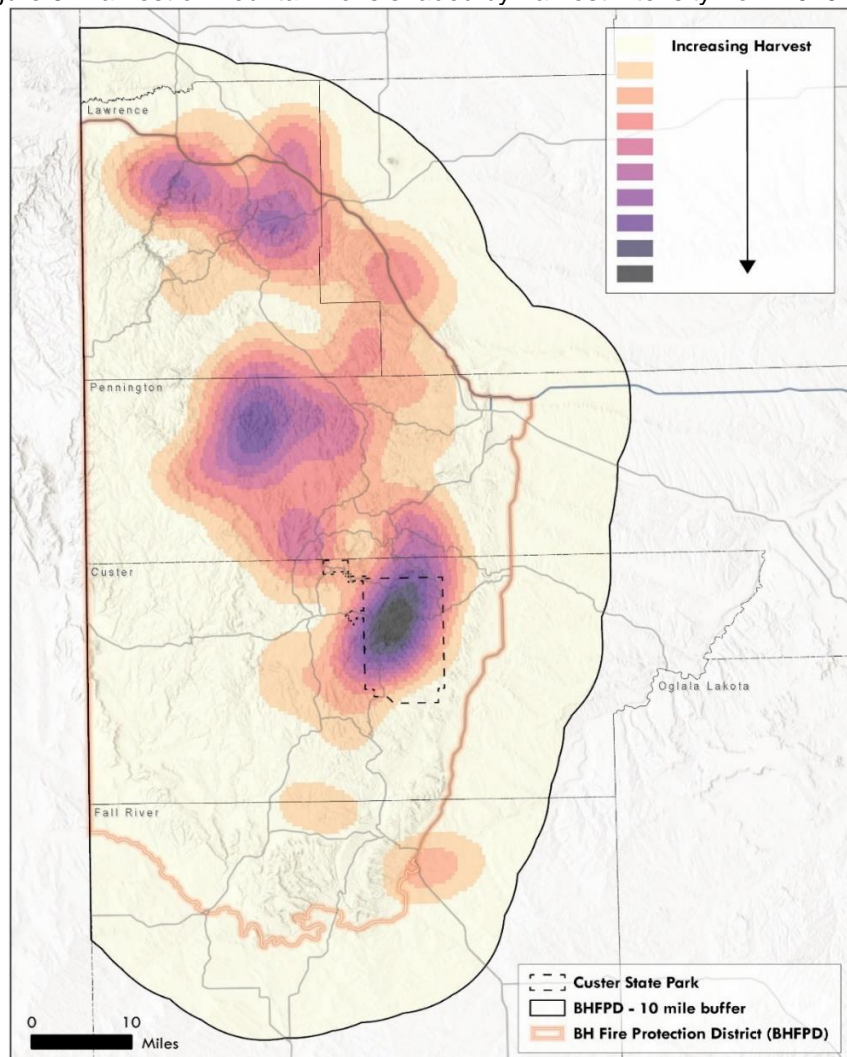 Increasing Harvest
Lawrence
Pennington
Custer
Oglala Lakota
Fall River
Custer State Park
BHFPD - 10 mile buffer
BH Fire Protection District (BHFPD)
0 10
Miles